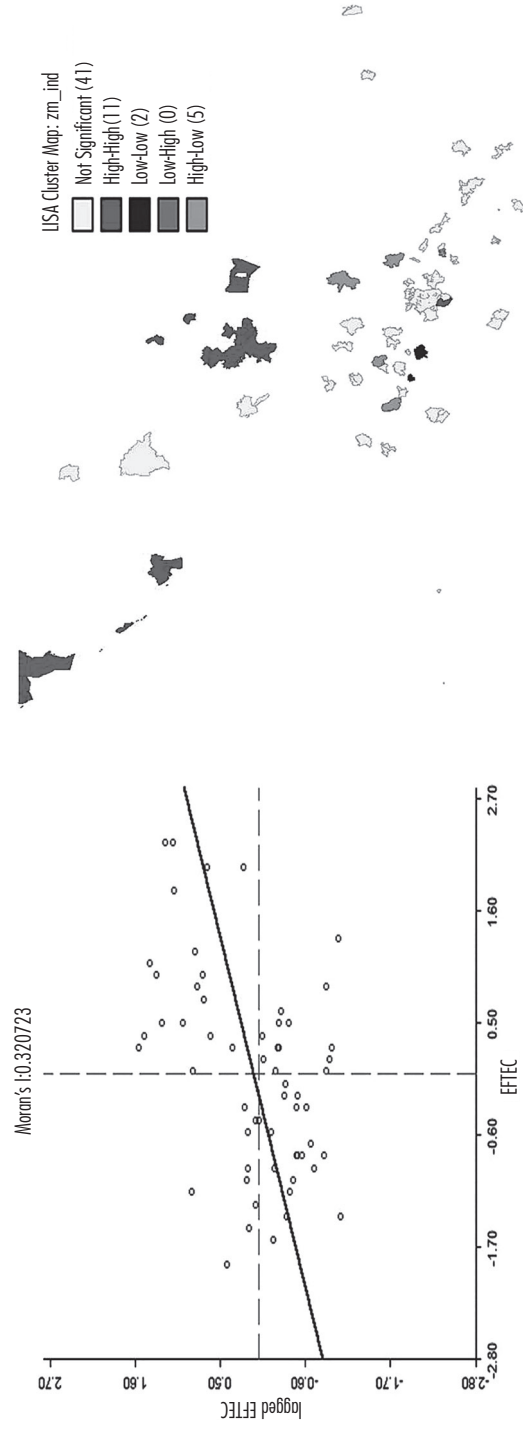 Moran's I:0.320723
lagged EFTEC
2.70
1.60
0.50
-0.60
-1.70
-2.80
-2.80
-1.70
-0.60
0.50
1.60
2.70
EFTEC
LISA Cluster Map: zm_ind
Not Significant (41)
High-High(11)
Low-Low (2)
Low-High (0)
High-Low (5)